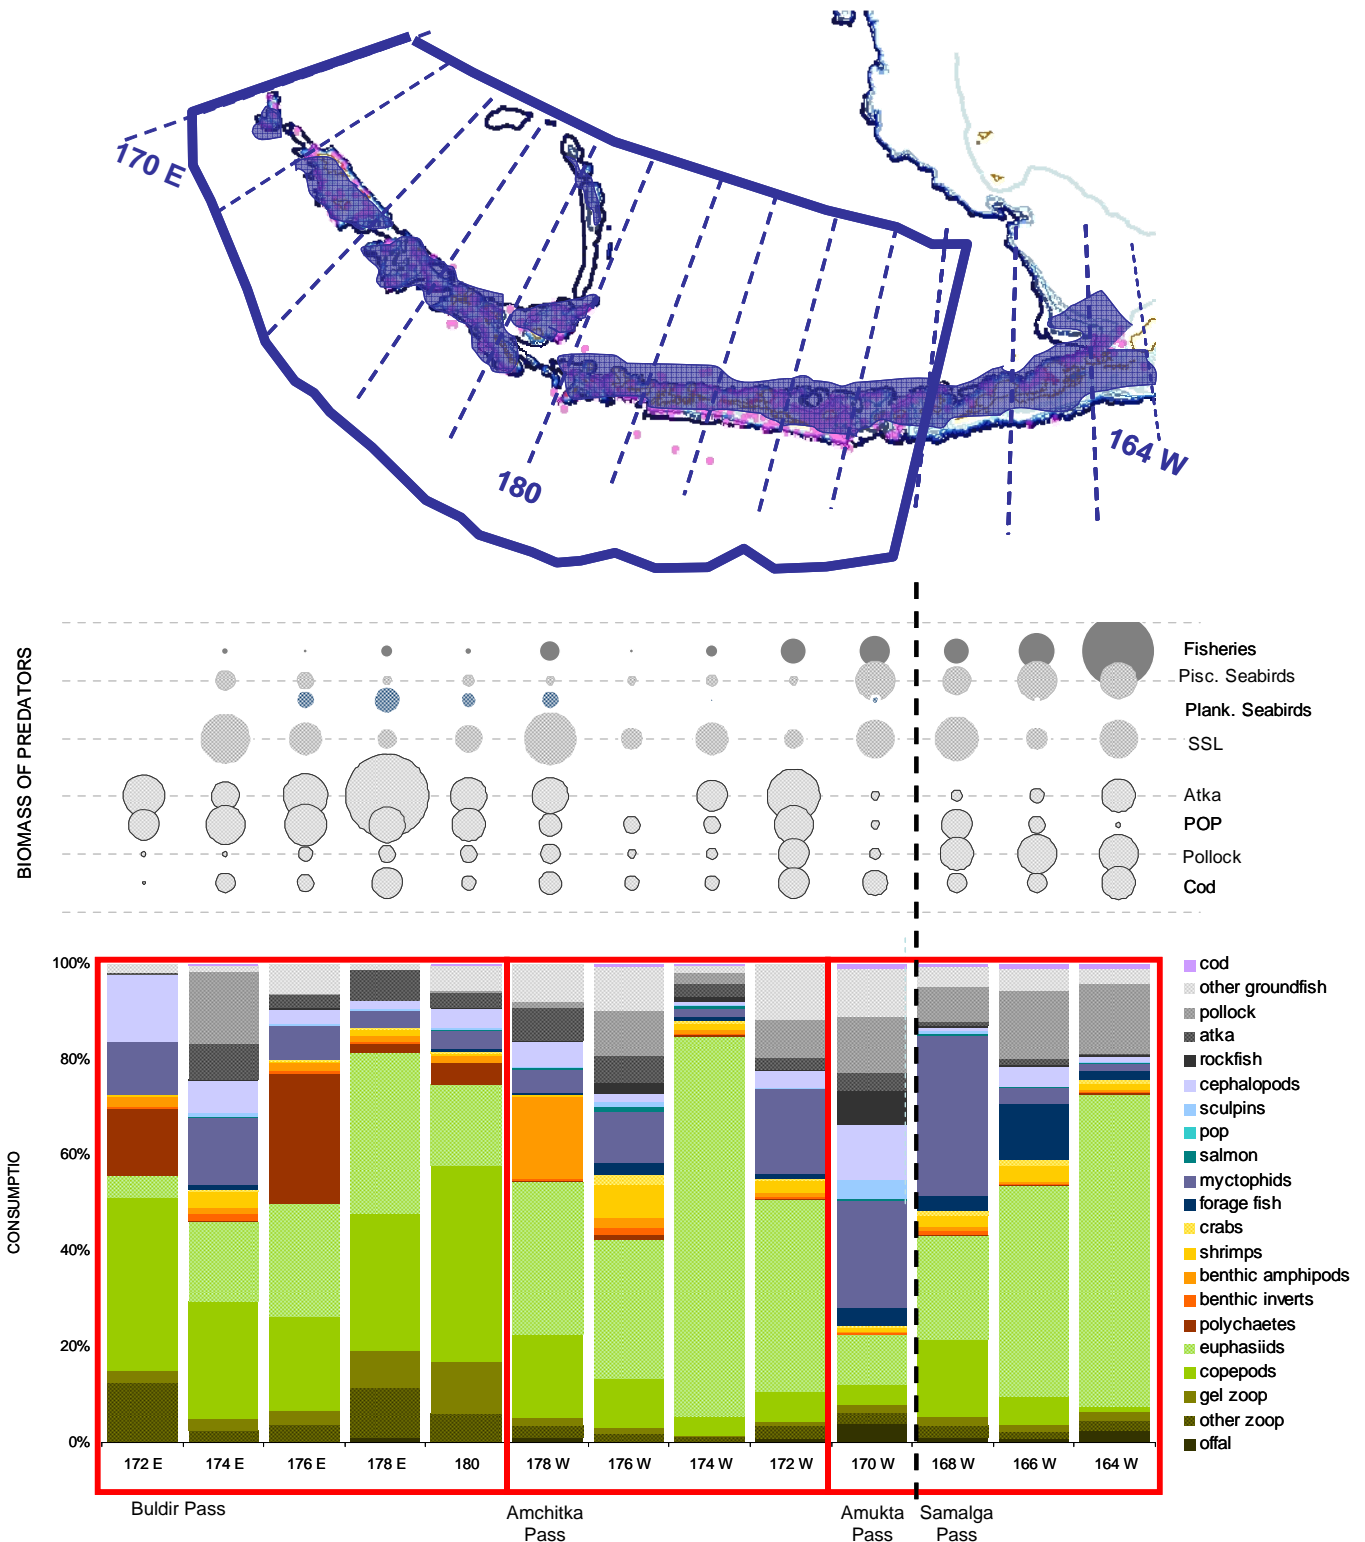 170 E
180
164 W
BIOMASS OF PREDATORS
Fisheries
Pisc. Seabirds
Plank. Seabirds
SSL
Atka
POP
Pollock
Cod
CONSUMPTIO
100%
80%
60%
40%
20%
0%
172 E
174 E
176 E
178 E
180
178 W
176 W
174 W
172 W
170 W
168 W
166 W
164 W
Buldir Pass
Amchitka
Pass
Amukta
Pass
Samalga
Pass
cod
other groundfish
pollock
atka
rockfish
cephalopods
sculpins
pop
salmon
myctophids
forage fish
crabs
shrimps
benthic amphipods
benthic inverts
polychaetes
euphasiids
copepods
gel zoop
other zoop
offal